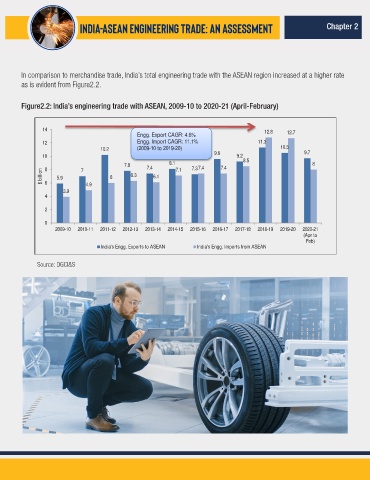 INDIA-ASEAN ENGINEERING TRADE: AN ASSESSMENT
Chapter 2
In comparison to merchandise trade, India's total engineering trade with the ASEAN region increased at a higher rate
as is evident from Figure2.2.
Figure2.2: India's engineering trade with ASEAN, 2009-10 to 2020-21 (April-February)
Engg. Export CAGR: 4.8%
Engg. Import CAGR: 11.1%
(2009-10 to 2019-20)
$ billion
14
12
10
8
6
4
2
0
5.9
3.9
7
4.9
10.2
6
7.8
6.3
7.4
6.1
8.1
7.1
7.3
7.4
9.6
7.4
9.2
8.5
11.3
12.8
10.5
12.7
9.7
8
2009-10 2010-11 2011-12 2012-13 2013-14 2014-15 2015-16 2016-17 2017-18 2018-19 2019-20 2020-21
(Apr to
Feb)
India's Engg. Exports to ASEAN
India's Engg. Imports from ASEAN
Source: DGCI&S